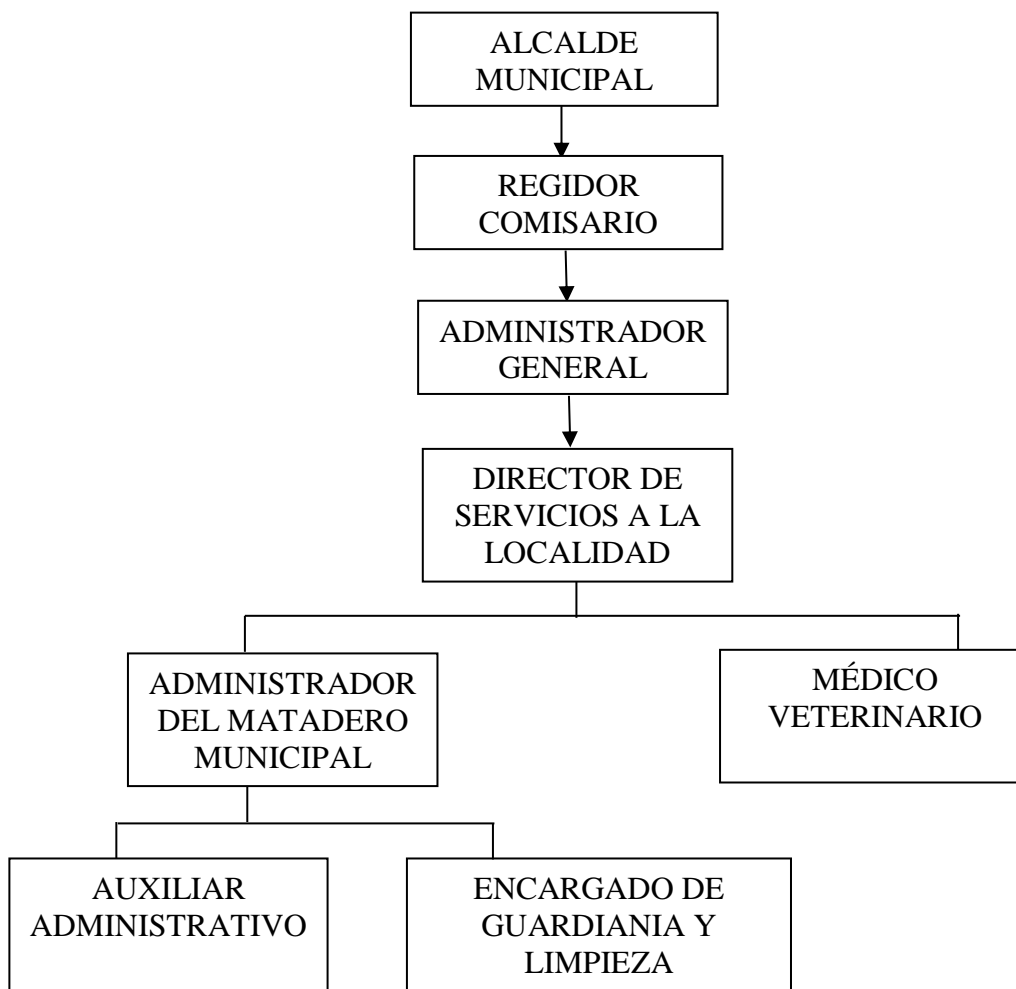 ALCALDE
MUNICIPAL
REGIDOR
COMISARIO
ADMINISTRADOR
GENERAL
DIRECTOR DE
SERVICIOS A LA
LOCALIDAD
ADMINISTRADOR
DEL MATADERO
MUNICIPAL
MÉDICO
VETERINARIO
AUXILIAR
ADMINISTRATIVO
ENCARGADO DE
GUARDIANIA Y
LIMPIEZA